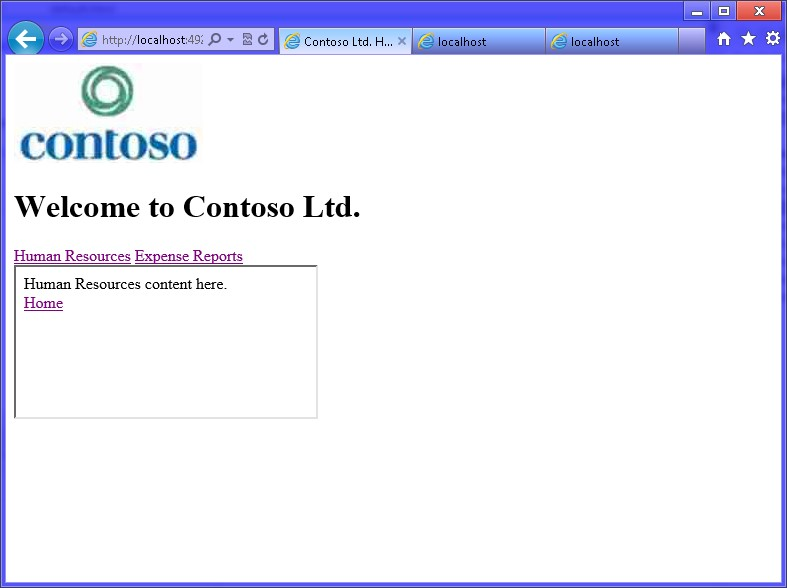 http://localhost:492
Contoso Ltd. H...
localhost
localhost
contoso
Welcome to Contoso Ltd.
Human Resources Expense Reports
Human Resources content here.
Home